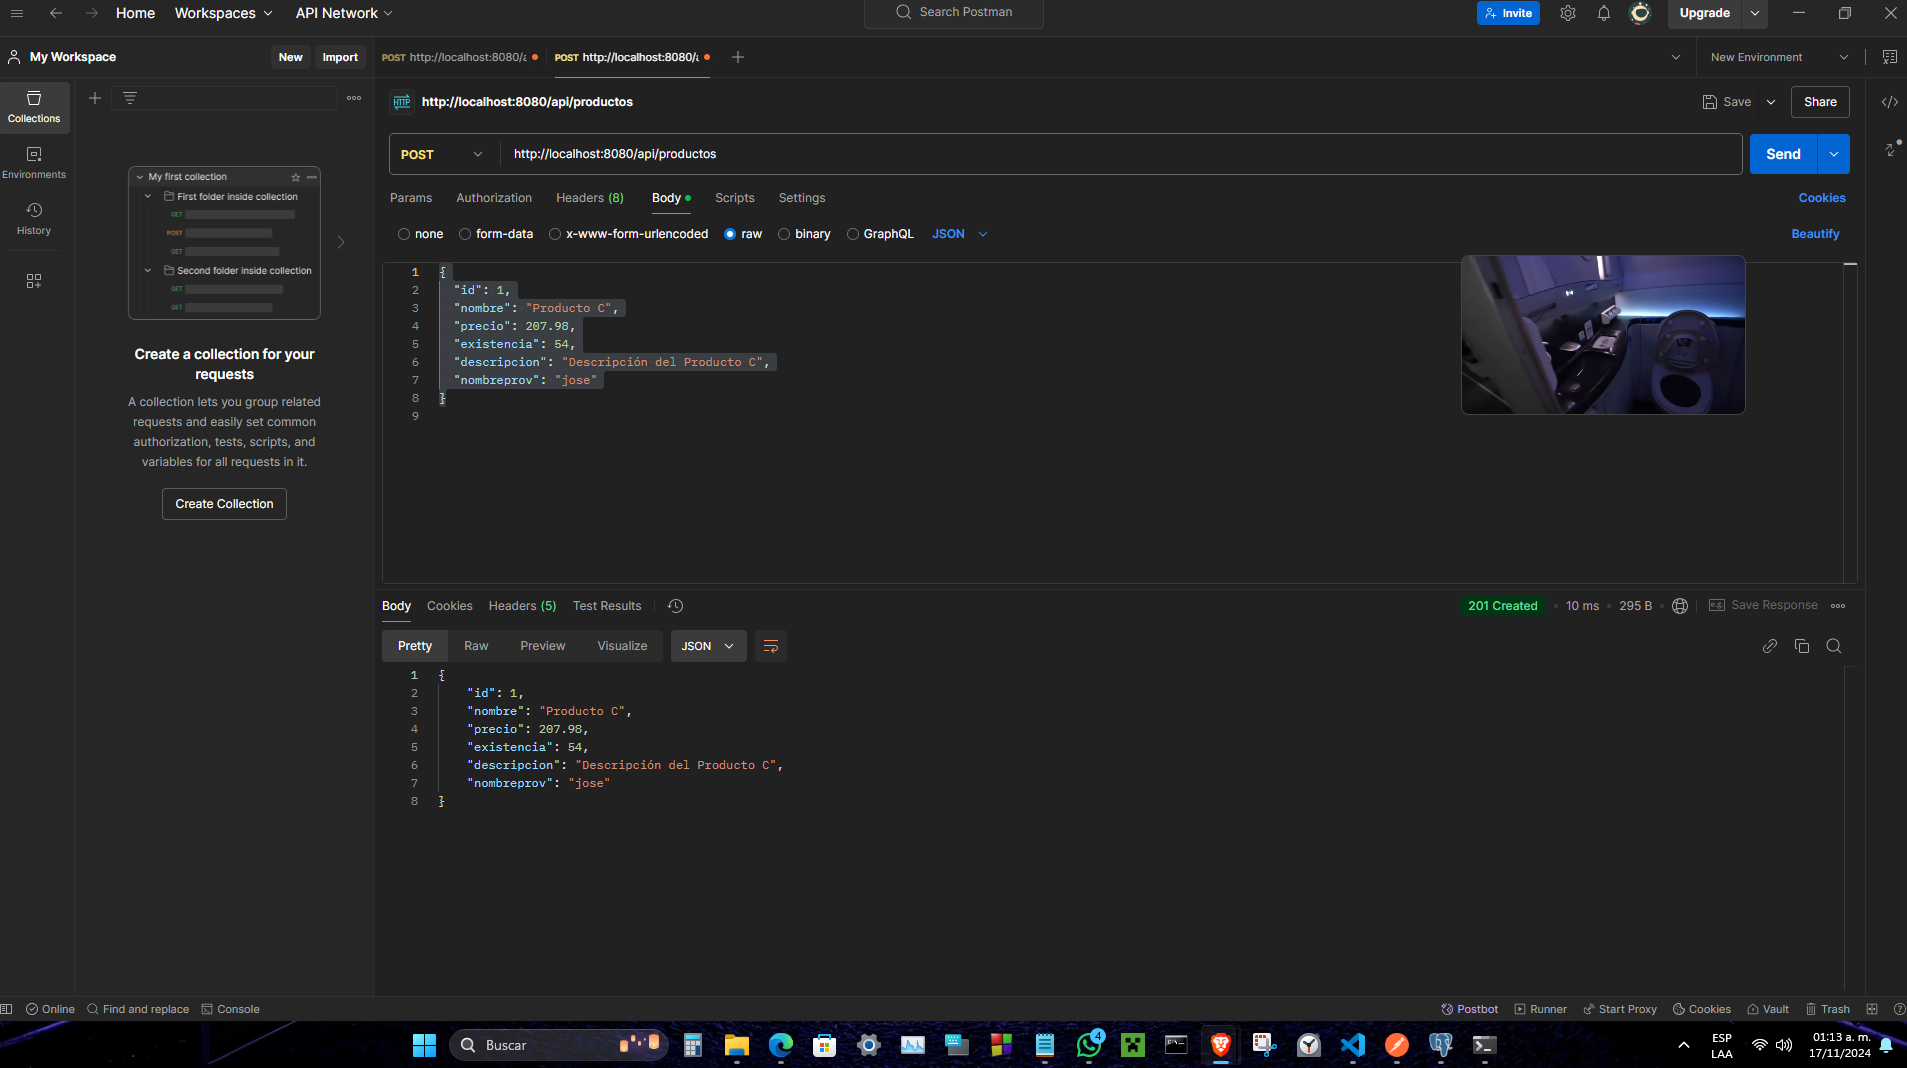 Home Workspaces API Network Search Postman Invite Upgrade
My Workspace New Import POST http://localhost:8080/a POST http://localhost:8080/a New Environment
Collections
Environments
History
My first collection
First folder inside collection
GET
POST
GET
Second folder inside collection
GET
GET
Create a collection for your
requests
A collection lets you group related
requests and easily set common
authorization, tests, scripts, and
variables for all requests in it.
Create Collection
HTTP http://localhost:8080/api/productos Save Share
POST http://localhost:8080/api/productos Send
Params Authorization Headers (8) Body Scripts Settings Cookies
none form-data x-www-form-urlencoded raw binary GraphQL JSON Beautify
1 {
2 "id": 1,
3 "nombre": "Producto C",
4 "precio": 207.98,
5 "existencia": 54,
6 "descripcion": "Descripción del Producto C",
7 "nombreprov": "jose"
8 }
9
Body Cookies Headers (5) Test Results 201 Created 10 ms 295 B e.g. Save Response
Pretty Raw Preview Visualize JSON
1 {
2 "id": 1,
3 "nombre": "Producto C",
4 "precio": 207.98,
5 "existencia": 54,
6 "descripcion": "Descripción del Producto C",
7 "nombreprov": "jose"
8 }
Online Find and replace Console Postbot Runner Start Proxy Cookies Vault Trash
Buscar 4 ESP 01:13 a. m.
LAA 17/11/2024